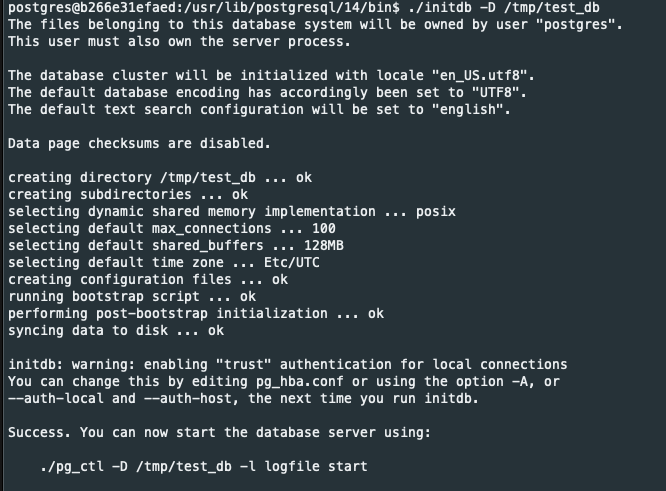 postgres@b266e31efaed:/usr/lib/postgresql/14/bin$ ./initdb -D /tmp/test_db
The files belonging to this database system will be owned by user "postgres".
This user must also own the server process.

The database cluster will be initialized with locale "en_US.utf8".
The default database encoding has accordingly been set to "UTF8".
The default text search configuration will be set to "english".

Data page checksums are disabled.

creating directory /tmp/test_db ... ok
creating subdirectories ... ok
selecting dynamic shared memory implementation ... posix
selecting default max_connections ... 100
selecting default shared_buffers ... 128MB
selecting default time zone ... Etc/UTC
creating configuration files ... ok
running bootstrap script ... ok
performing post-bootstrap initialization ... ok
syncing data to disk ... ok

initdb: warning: enabling "trust" authentication for local connections
You can change this by editing pg_hba.conf or using the option -A, or
--auth-local and --auth-host, the next time you run initdb.

Success. You can now start the database server using:

    ./pg_ctl -D /tmp/test_db -l logfile start